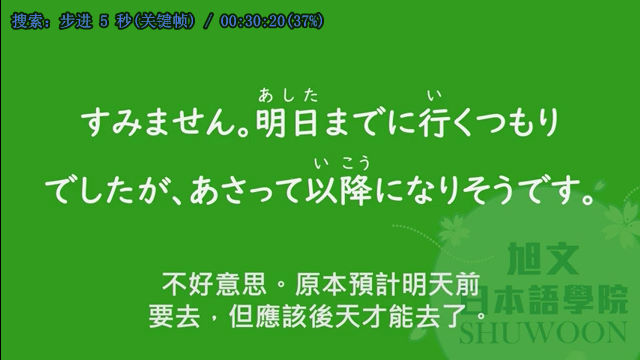 搜索: 步进 5 秒(关键帧) / 00:30:20(37%)
あした い
すみません。明日までに行くつもり
い こう
でしたが、あさって以降になりそうです。
不好意思。原本預計明天前
要去，但應該後天才能去了。
旭文
日本語學院
SHUWOON